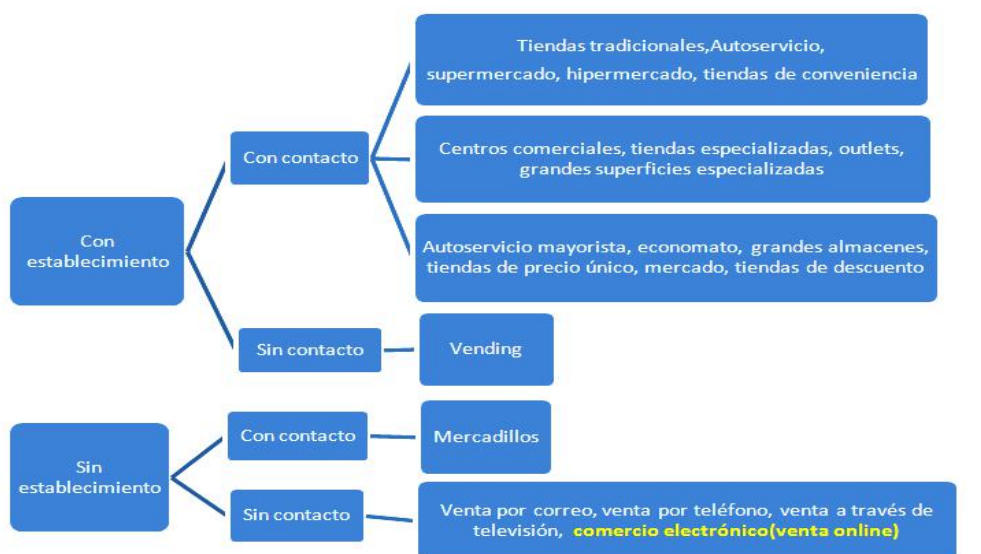 Tiendas tradicionales,Autoservicio,
supermercado, hipermercado, tiendas de conveniencia
Con contacto
Centros comerciales, tiendas especializadas, outlets,
grandes superficies especializadas
Con
establecimiento
Autoservicio mayorista, economato, grandes almacenes,
tiendas de precio único, mercado, tiendas de descuento
Sin contacto
Vending
Con contacto
Mercadillos
Sin
establecimiento
Sin contacto
Venta por correo, venta por teléfono, venta a través de
televisión, comercio electrónico(venta online)